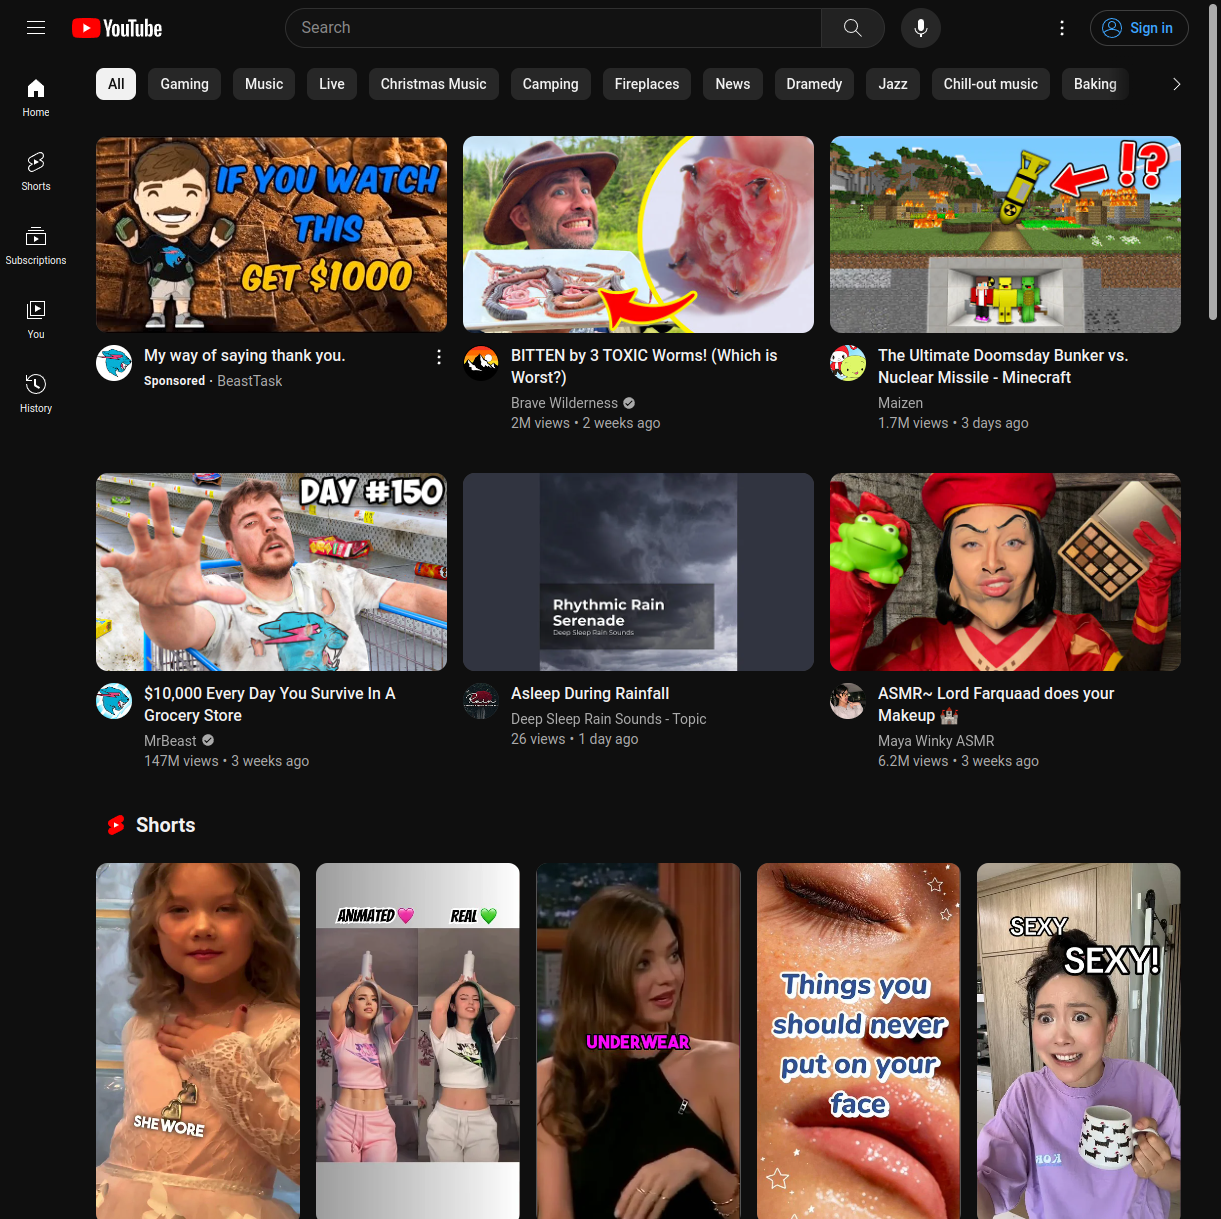 YouTube
Search
Sign in
Home
Shorts
Subscriptions
You
History
All
Gaming
Music
Live
Christmas Music
Camping
Fireplaces
News
Dramedy
Jazz
Chill-out music
Baking
IF YOU WATCH
THIS
GET $1000
My way of saying thank you.
Sponsored · BeastTask
BITTEN by 3 TOXIC Worms! (Which is
Worst?)
Brave Wilderness
2M views • 2 weeks ago
!?
The Ultimate Doomsday Bunker vs.
Nuclear Missile - Minecraft
Maizen
1.7M views • 3 days ago
DAY #150
$10,000 Every Day You Survive In A
Grocery Store
MrBeast
147M views • 3 weeks ago
Rhythmic Rain
Serenade
Deep Sleep Rain Sounds
Rain
Asleep During Rainfall
Deep Sleep Rain Sounds - Topic
26 views • 1 day ago
ASMR~ Lord Farquaad does your
Makeup 🏰
Maya Winky ASMR
6.2M views • 3 weeks ago
Shorts
SHE WORE
ANIMATED 🩷
REAL 💚
UNDERWEAR
Things you
should never
put on your
face
SEXY
SEXY!